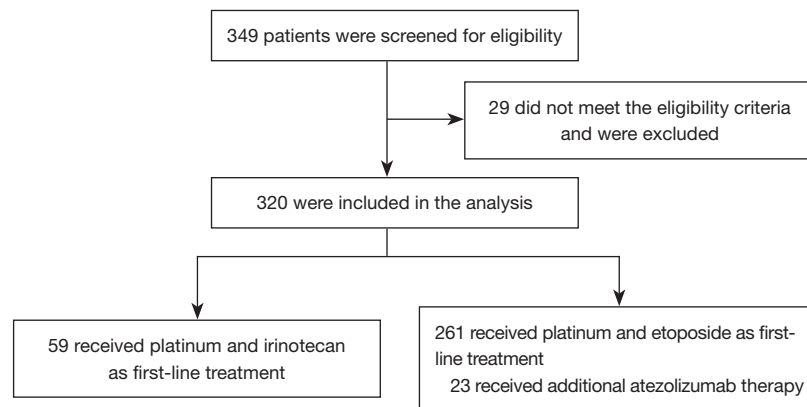 349 patients were screened for eligibility
29 did not meet the eligibility criteria
and were excluded
320 were included in the analysis
59 received platinum and irinotecan
as first-line treatment
261 received platinum and etoposide as first-
line treatment
23 received additional atezolizumab therapy